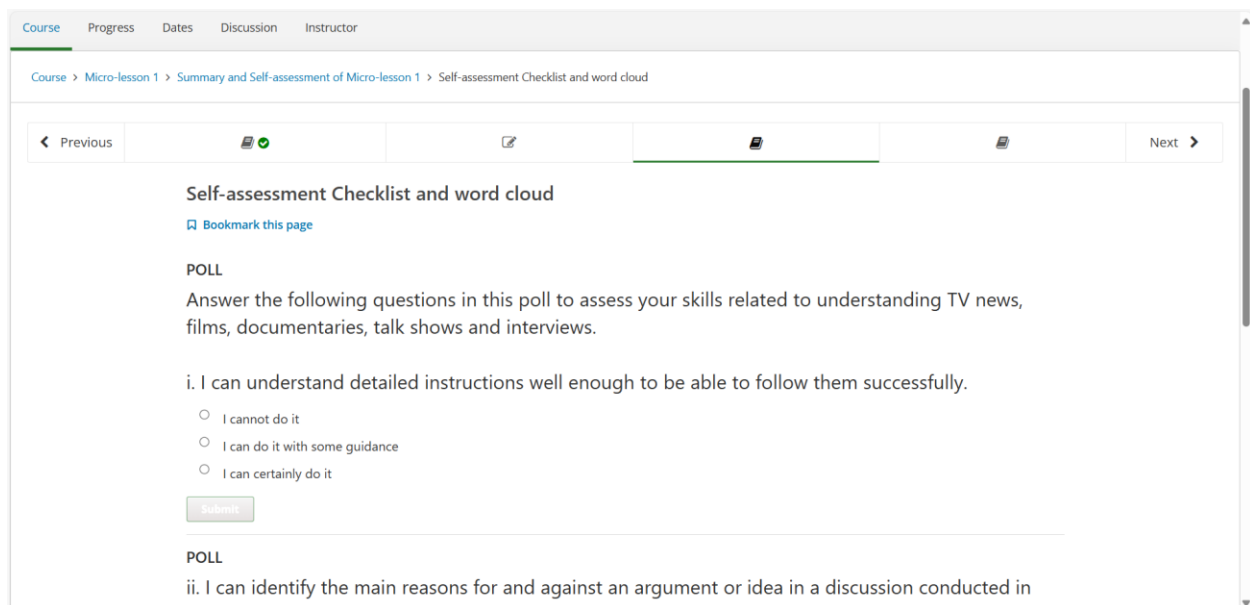 Course Progress Dates Discussion Instructor
Course > Micro-lesson 1 > Summary and Self-assessment of Micro-lesson 1 > Self-assessment Checklist and word cloud
Previous Next
Self-assessment Checklist and word cloud
Bookmark this page
POLL
Answer the following questions in this poll to assess your skills related to understanding TV news,
films, documentaries, talk shows and interviews.
i. I can understand detailed instructions well enough to be able to follow them successfully.
I cannot do it
I can do it with some guidance
I can certainly do it
Submit
POLL
ii. I can identify the main reasons for and against an argument or idea in a discussion conducted in